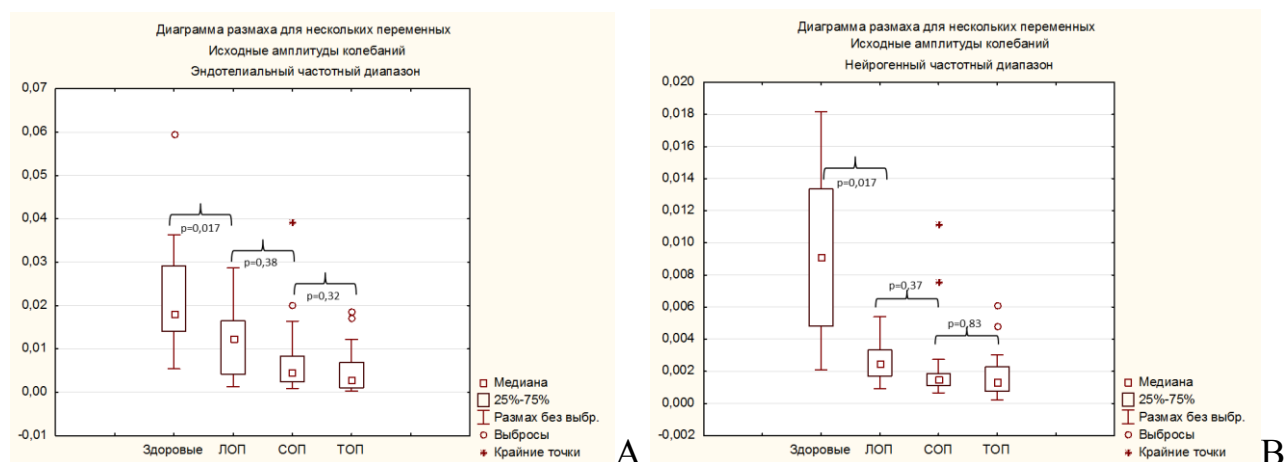 Диаграмма размаха для нескольких переменных
Исходные амплитуды колебаний
Эндотелиальный частотный диапазон
0,07
0,06
0,05
0,04
0,03
0,02
0,01
0,00
-0,01
p=0,017
p=0,38
p=0,32
Здоровые ЛОП СОП ТОП
Медиана
25%-75%
Размах без выбр.
Выбросы
Крайние точки
A
Диаграмма размаха для нескольких переменных
Исходные амплитуды колебаний
Нейрогенный частотный диапазон
0,020
0,018
0,016
0,014
0,012
0,010
0,008
0,006
0,004
0,002
0,000
-0,002
p=0,017
p=0,37
p=0,83
Здоровые ЛОП СОП ТОП
Медиана
25%-75%
Размах без выбр.
Выбросы
Крайние точки
B